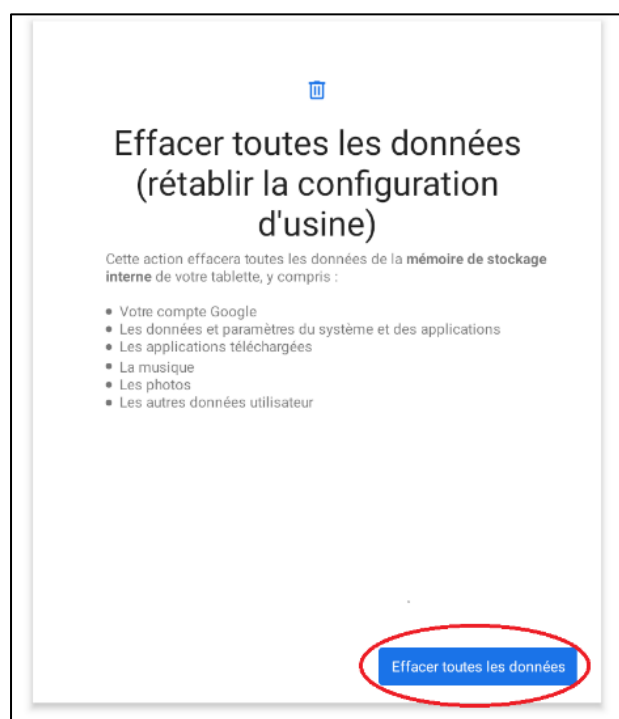 Effacer toutes les données
(rétablir la configuration
d'usine)
Cette action effacera toutes les données de la mémoire de stockage
interne de votre tablette, y compris :
• Votre compte Google
• Les données et paramètres du système et des applications
• Les applications téléchargées
• La musique
• Les photos
• Les autres données utilisateur
Effacer toutes les données